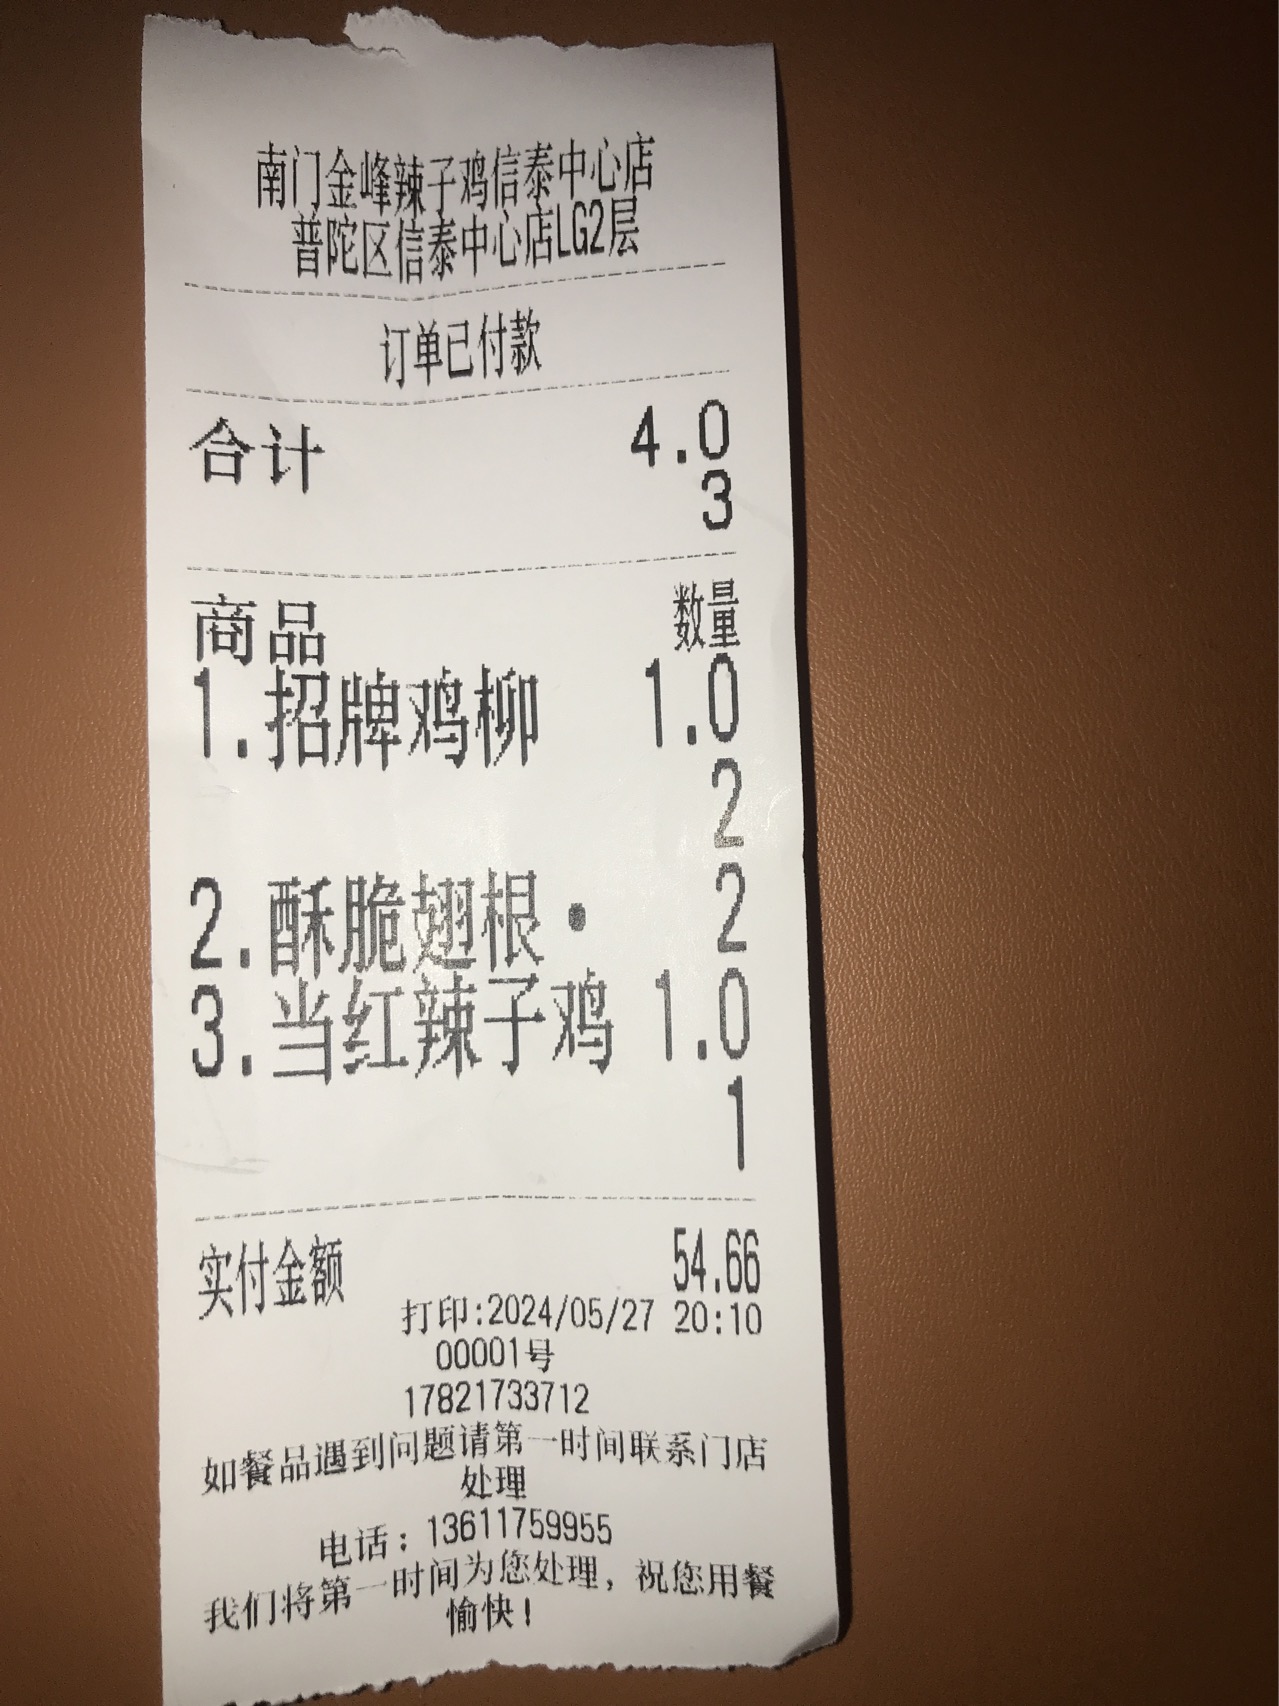 南门金峰辣子鸡信泰中心店
普陀区信泰中心店LG2层
订单已付款
合计 4.0
3
商品 数量
1.招牌鸡柳 1.0
2
2.酥脆翅根· 2
3.当红辣子鸡 1.0
1
实付金额 54.66
打印:2024/05/27 20:10
00001号
17821733712
如餐品遇到问题请第一时间联系门店
处理
电话：13611759955
我们将第一时间为您处理，祝您用餐
愉快！